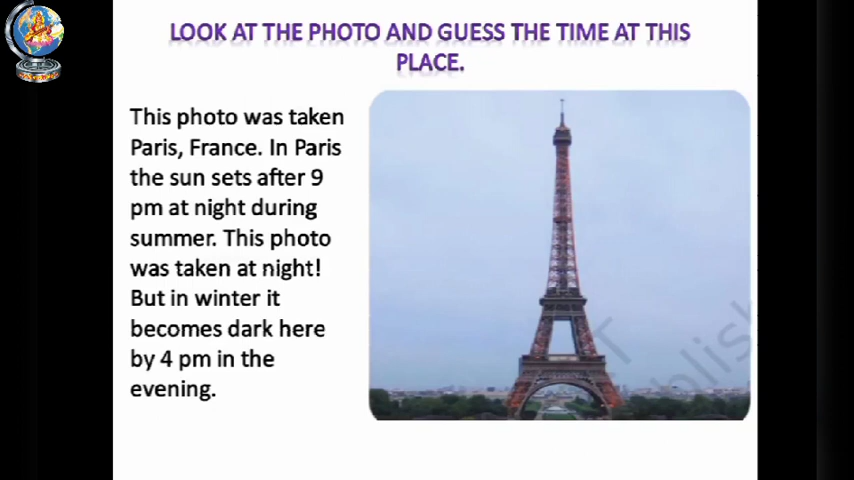 LOOK AT THE PHOTO AND GUESS THE TIME AT THIS
PLACE.
This photo was taken
Paris, France. In Paris
the sun sets after 9
pm at night during
summer. This photo
was taken at night!
But in winter it
becomes dark here
by 4 pm in the
evening.